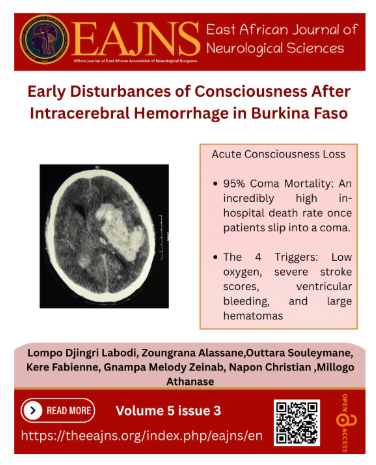 EAJNS
East African Journal of
Neurological Sciences
Official journal of East African Association of Neurological Surgeons
Early Disturbances of Consciousness After
Intracerebral Hemorrhage in Burkina Faso
Acute Consciousness Loss
• 95% Coma Mortality: An
incredibly high in-
hospital death rate once
patients slip into a coma.
• The 4 Triggers: Low
oxygen, severe stroke
scores, ventricular
bleeding, and large
hematomas
Lompo Djingri Labodi, Zoungrana Alassane,Outtara Souleymane,
Kere Fabienne, Gnampa Melody Zeinab, Napon Christian ,Millogo
Athanase
READ MORE
Volume 5 issue 3
https://theeajns.org/index.php/eajns/en
OPEN ACCESS